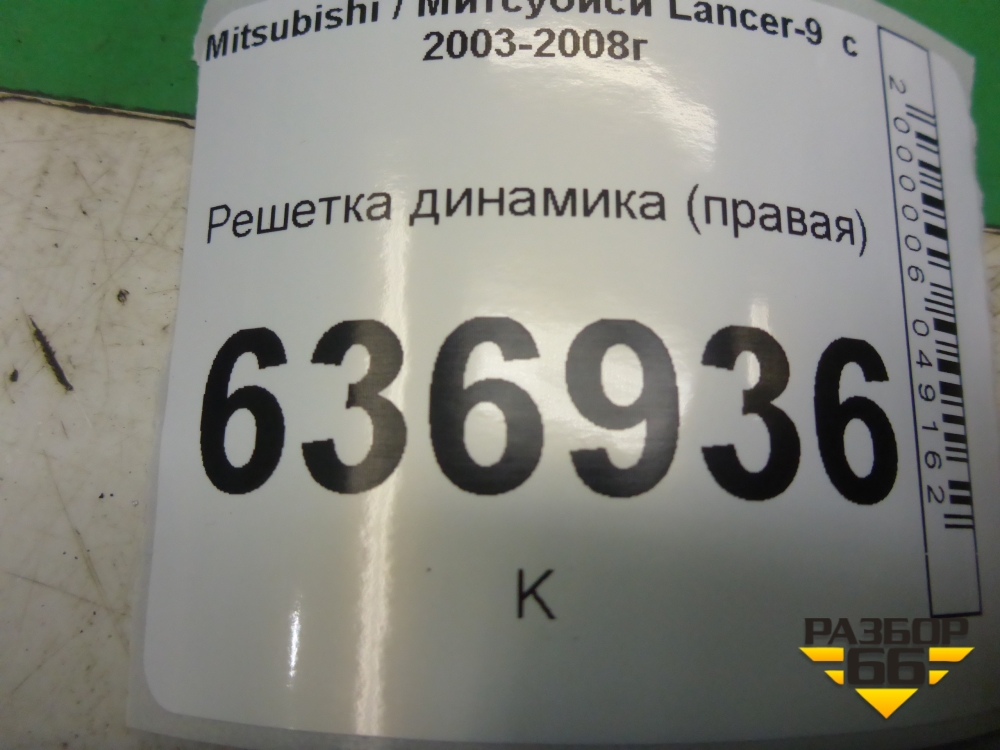 Mitsubishi / Митсубиси Lancer-9 с
2003-2008г
Решетка динамика (правая)
636936
К
2000006049162
РАЗБОР
66